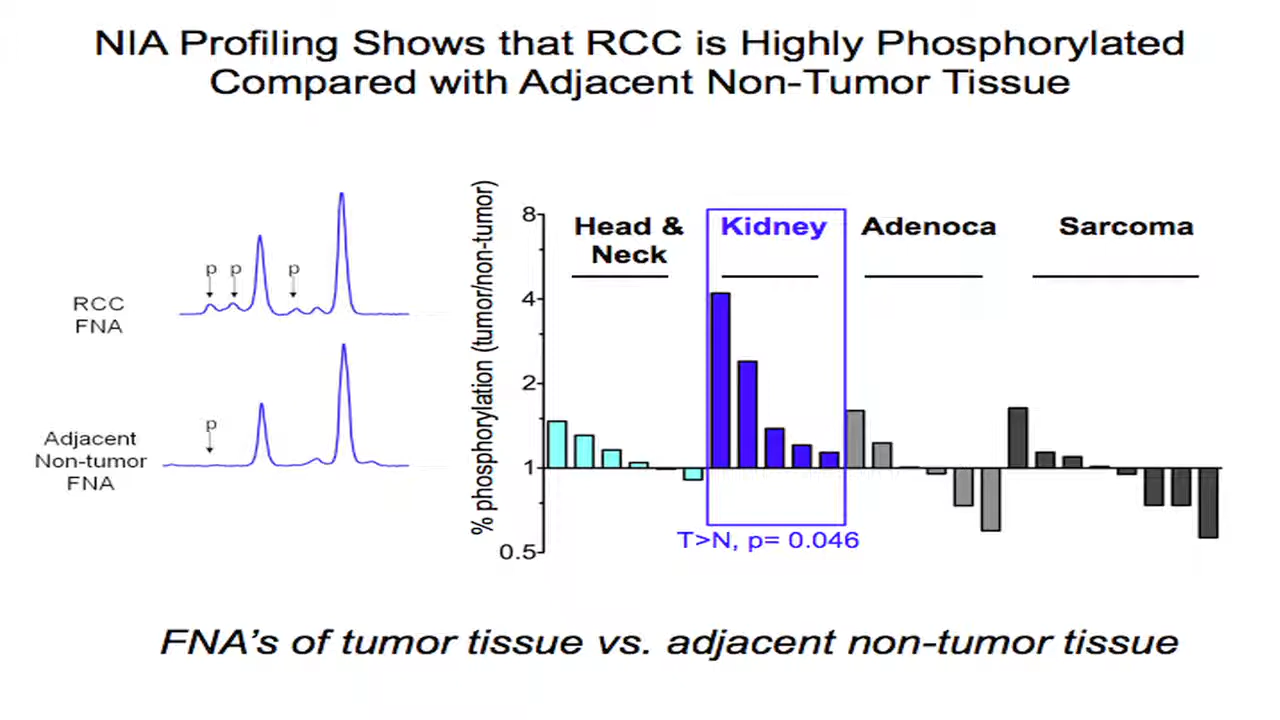 NIA Profiling Shows that RCC is Highly Phosphorylated
Compared with Adjacent Non-Tumor Tissue
RCC
FNA
p
p
p
Adjacent
Non-tumor
FNA
p
% phosphorylation (tumor/non-tumor)
8
4
2
1
0.5
Head &
Neck
Kidney
Adenoca
Sarcoma
T>N, p= 0.046
FNA's of tumor tissue vs. adjacent non-tumor tissue